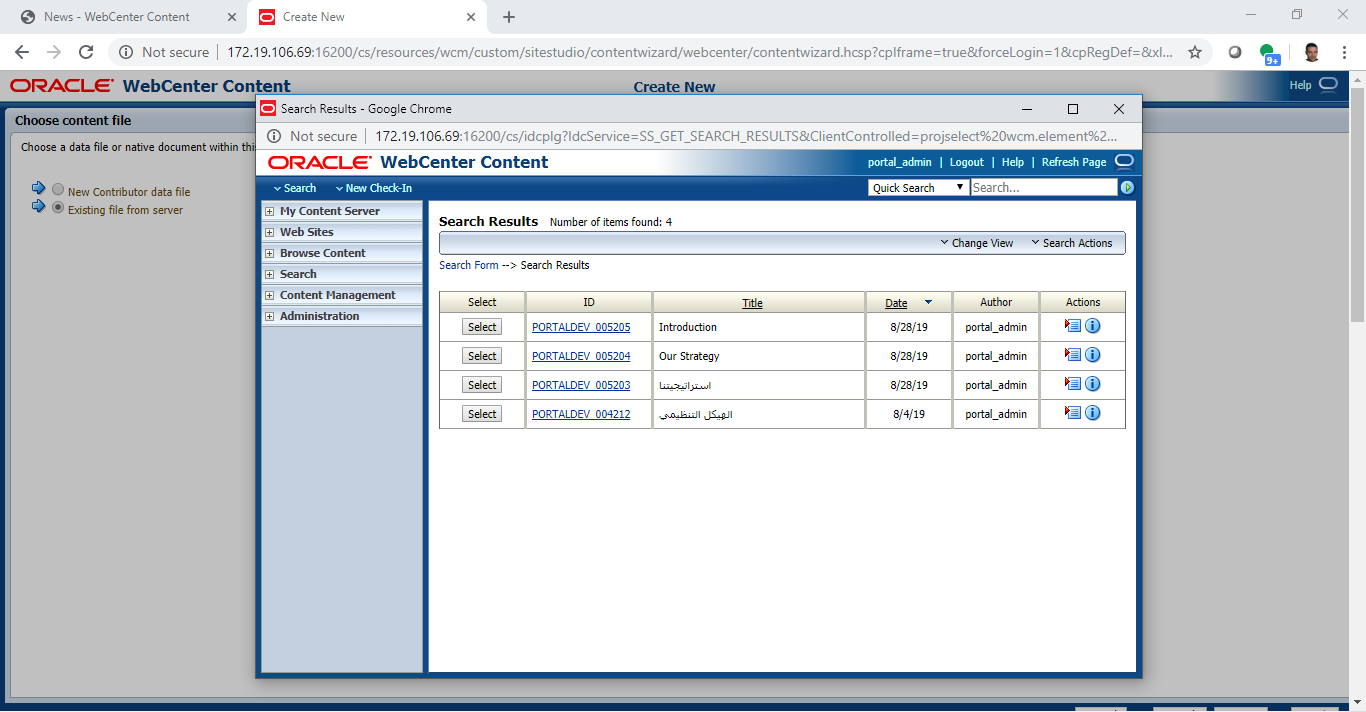 News - WebCenter Content
Create New
Not secure | 172.19.106.69:16200/cs/resources/wcm/custom/sitestudio/contentwizard/webcenter/contentwizard.hcsp?cpIframe=true&forceLogin=1&cpRegDef=&xl...
9+
ORACLE WebCenter Content
Create New
Help
Choose content file
Choose a data file or native document within thi
New Contributor data file
Existing file from server
Search Results - Google Chrome
Not secure | 172.19.106.69:16200/cs/idcplg?IdcService=SS_GET_SEARCH_RESULTS&ClientControlled=projselect%20wcm.element%2...
ORACLE WebCenter Content
portal_admin | Logout | Help | Refresh Page
Search New Check-In
Quick Search Search...
My Content Server
Web Sites
Browse Content
Search
Content Management
Administration
Search Results Number of items found: 4
Change View Search Actions
Search Form --> Search Results
Select ID Title Date Author Actions
Select PORTALDEV_005205 Introduction 8/28/19 portal_admin
Select PORTALDEV_005204 Our Strategy 8/28/19 portal_admin
Select PORTALDEV_005203 استراتيجيتنا 8/28/19 portal_admin
Select PORTALDEV_004212 الهيكل التنظيمي 8/4/19 portal_admin